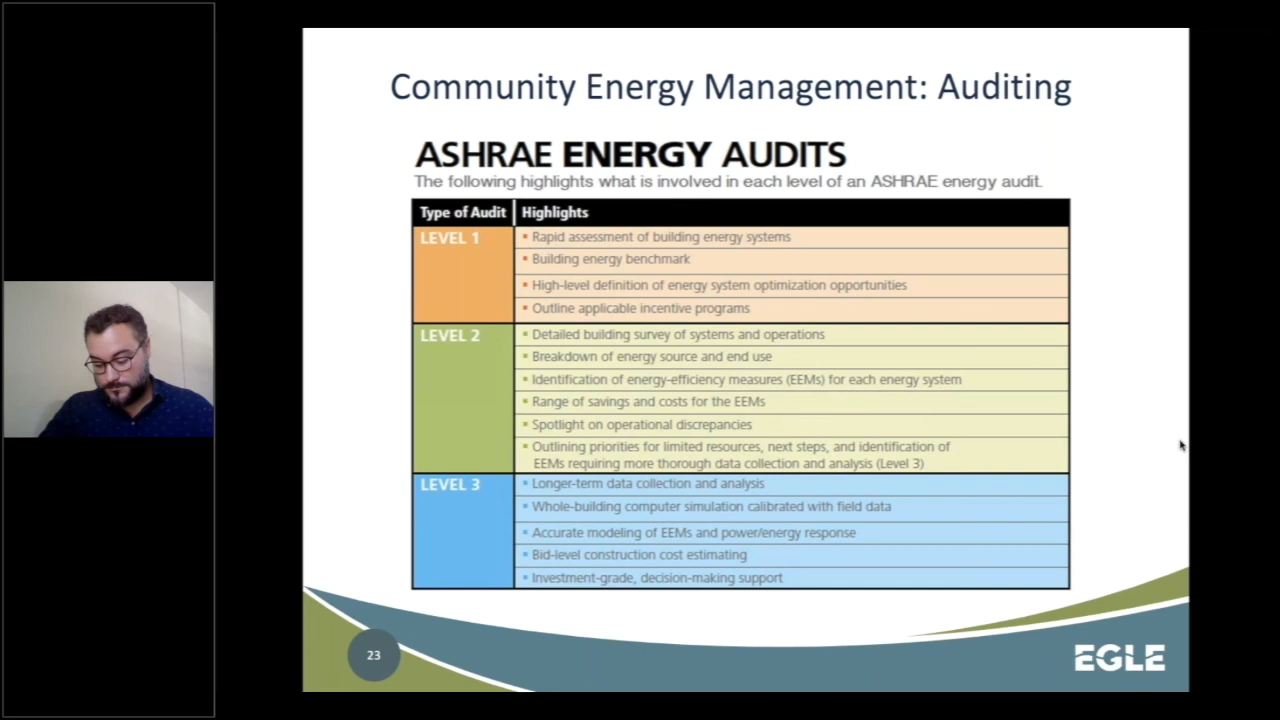 Community Energy Management: Auditing
ASHRAE ENERGY AUDITS
The following highlights what is involved in each level of an ASHRAE energy audit.
Type of Audit Highlights
LEVEL 1
▪ Rapid assessment of building energy systems
▪ Building energy benchmark
▪ High-level definition of energy system optimization opportunities
▪ Outline applicable incentive programs
LEVEL 2
▪ Detailed building survey of systems and operations
▪ Breakdown of energy source and end use
▪ Identification of energy-efficiency measures (EEMs) for each energy system
▪ Range of savings and costs for the EEMs
▪ Spotlight on operational discrepancies
▪ Outlining priorities for limited resources, next steps, and identification of
EEMs requiring more thorough data collection and analysis (Level 3)
LEVEL 3
▪ Longer-term data collection and analysis
▪ Whole-building computer simulation calibrated with field data
▪ Accurate modeling of EEMs and power/energy response
▪ Bid-level construction cost estimating
▪ Investment-grade, decision-making support
23
EGLE